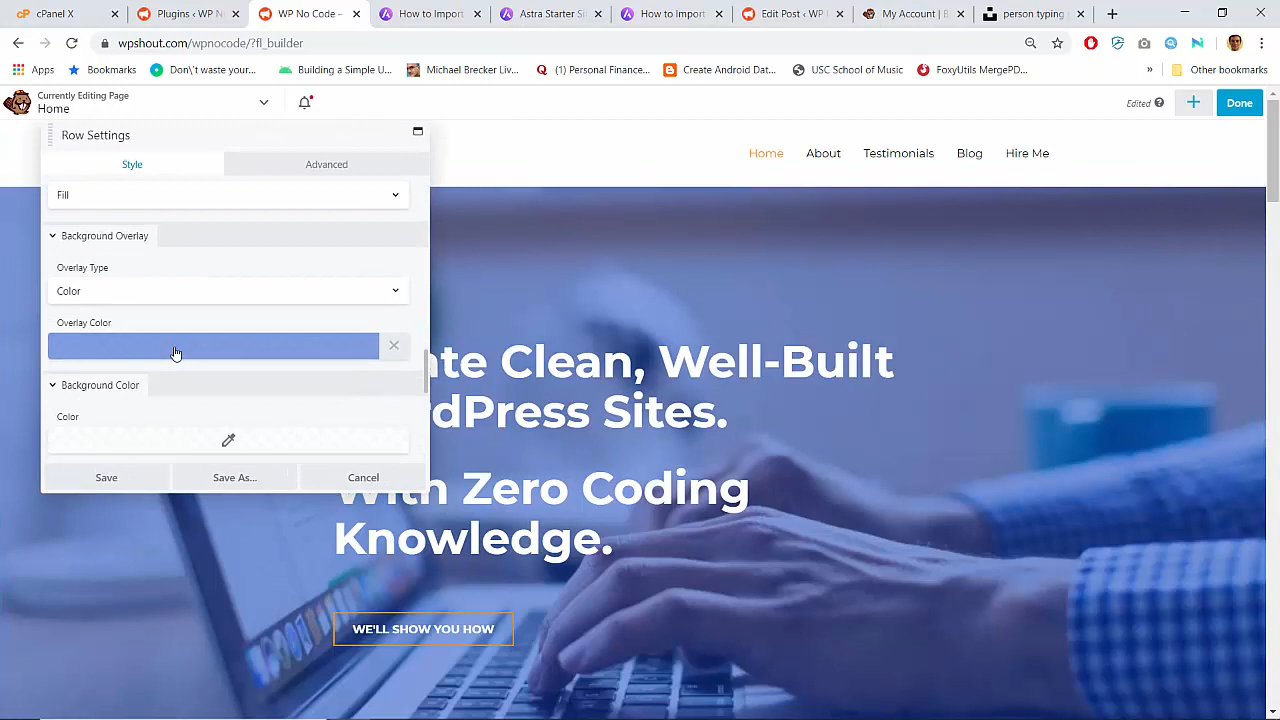 cPanel X
Plugins ‹ WP N
WP No Code –
How to Import
Astra Starter Si
How to Import
Edit Post ‹ WP
My Account | B
person typing
wpshout.com/wpnocode/?fl_builder
Apps
Bookmarks
Don\'t waste your...
Building a Simple U...
Michael Breisker Liv...
(1) Personal Finance...
Create Android Dat...
USC School of Music
FoxyUtils MergePD...
»
Other bookmarks
Currently Editing Page
Home
Edited
Done
Row Settings
Style
Advanced
Home
About
Testimonials
Blog
Hire Me
Fill
Background Overlay
Overlay Type
Color
Overlay Color
Background Color
Color
Save
Save As...
Cancel
ate Clean, Well-Built
rdPress Sites.
With Zero Coding
Knowledge.
WE'LL SHOW YOU HOW